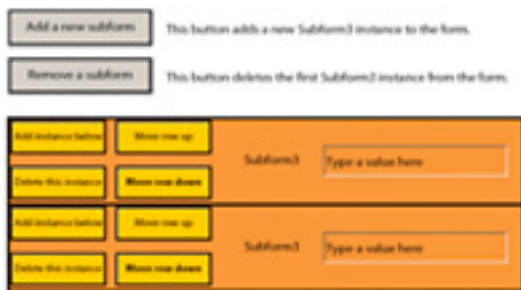 Add a new subform This button adds a new Subform3 instance to the form.
Remove a subform This button deletes the first Subform3 instance from the form.
Add instance below Move row up
Subform3 Type a value here
Delete this instance Move row down
Add instance below Move row up
Subform3 Type a value here
Delete this instance Move row down